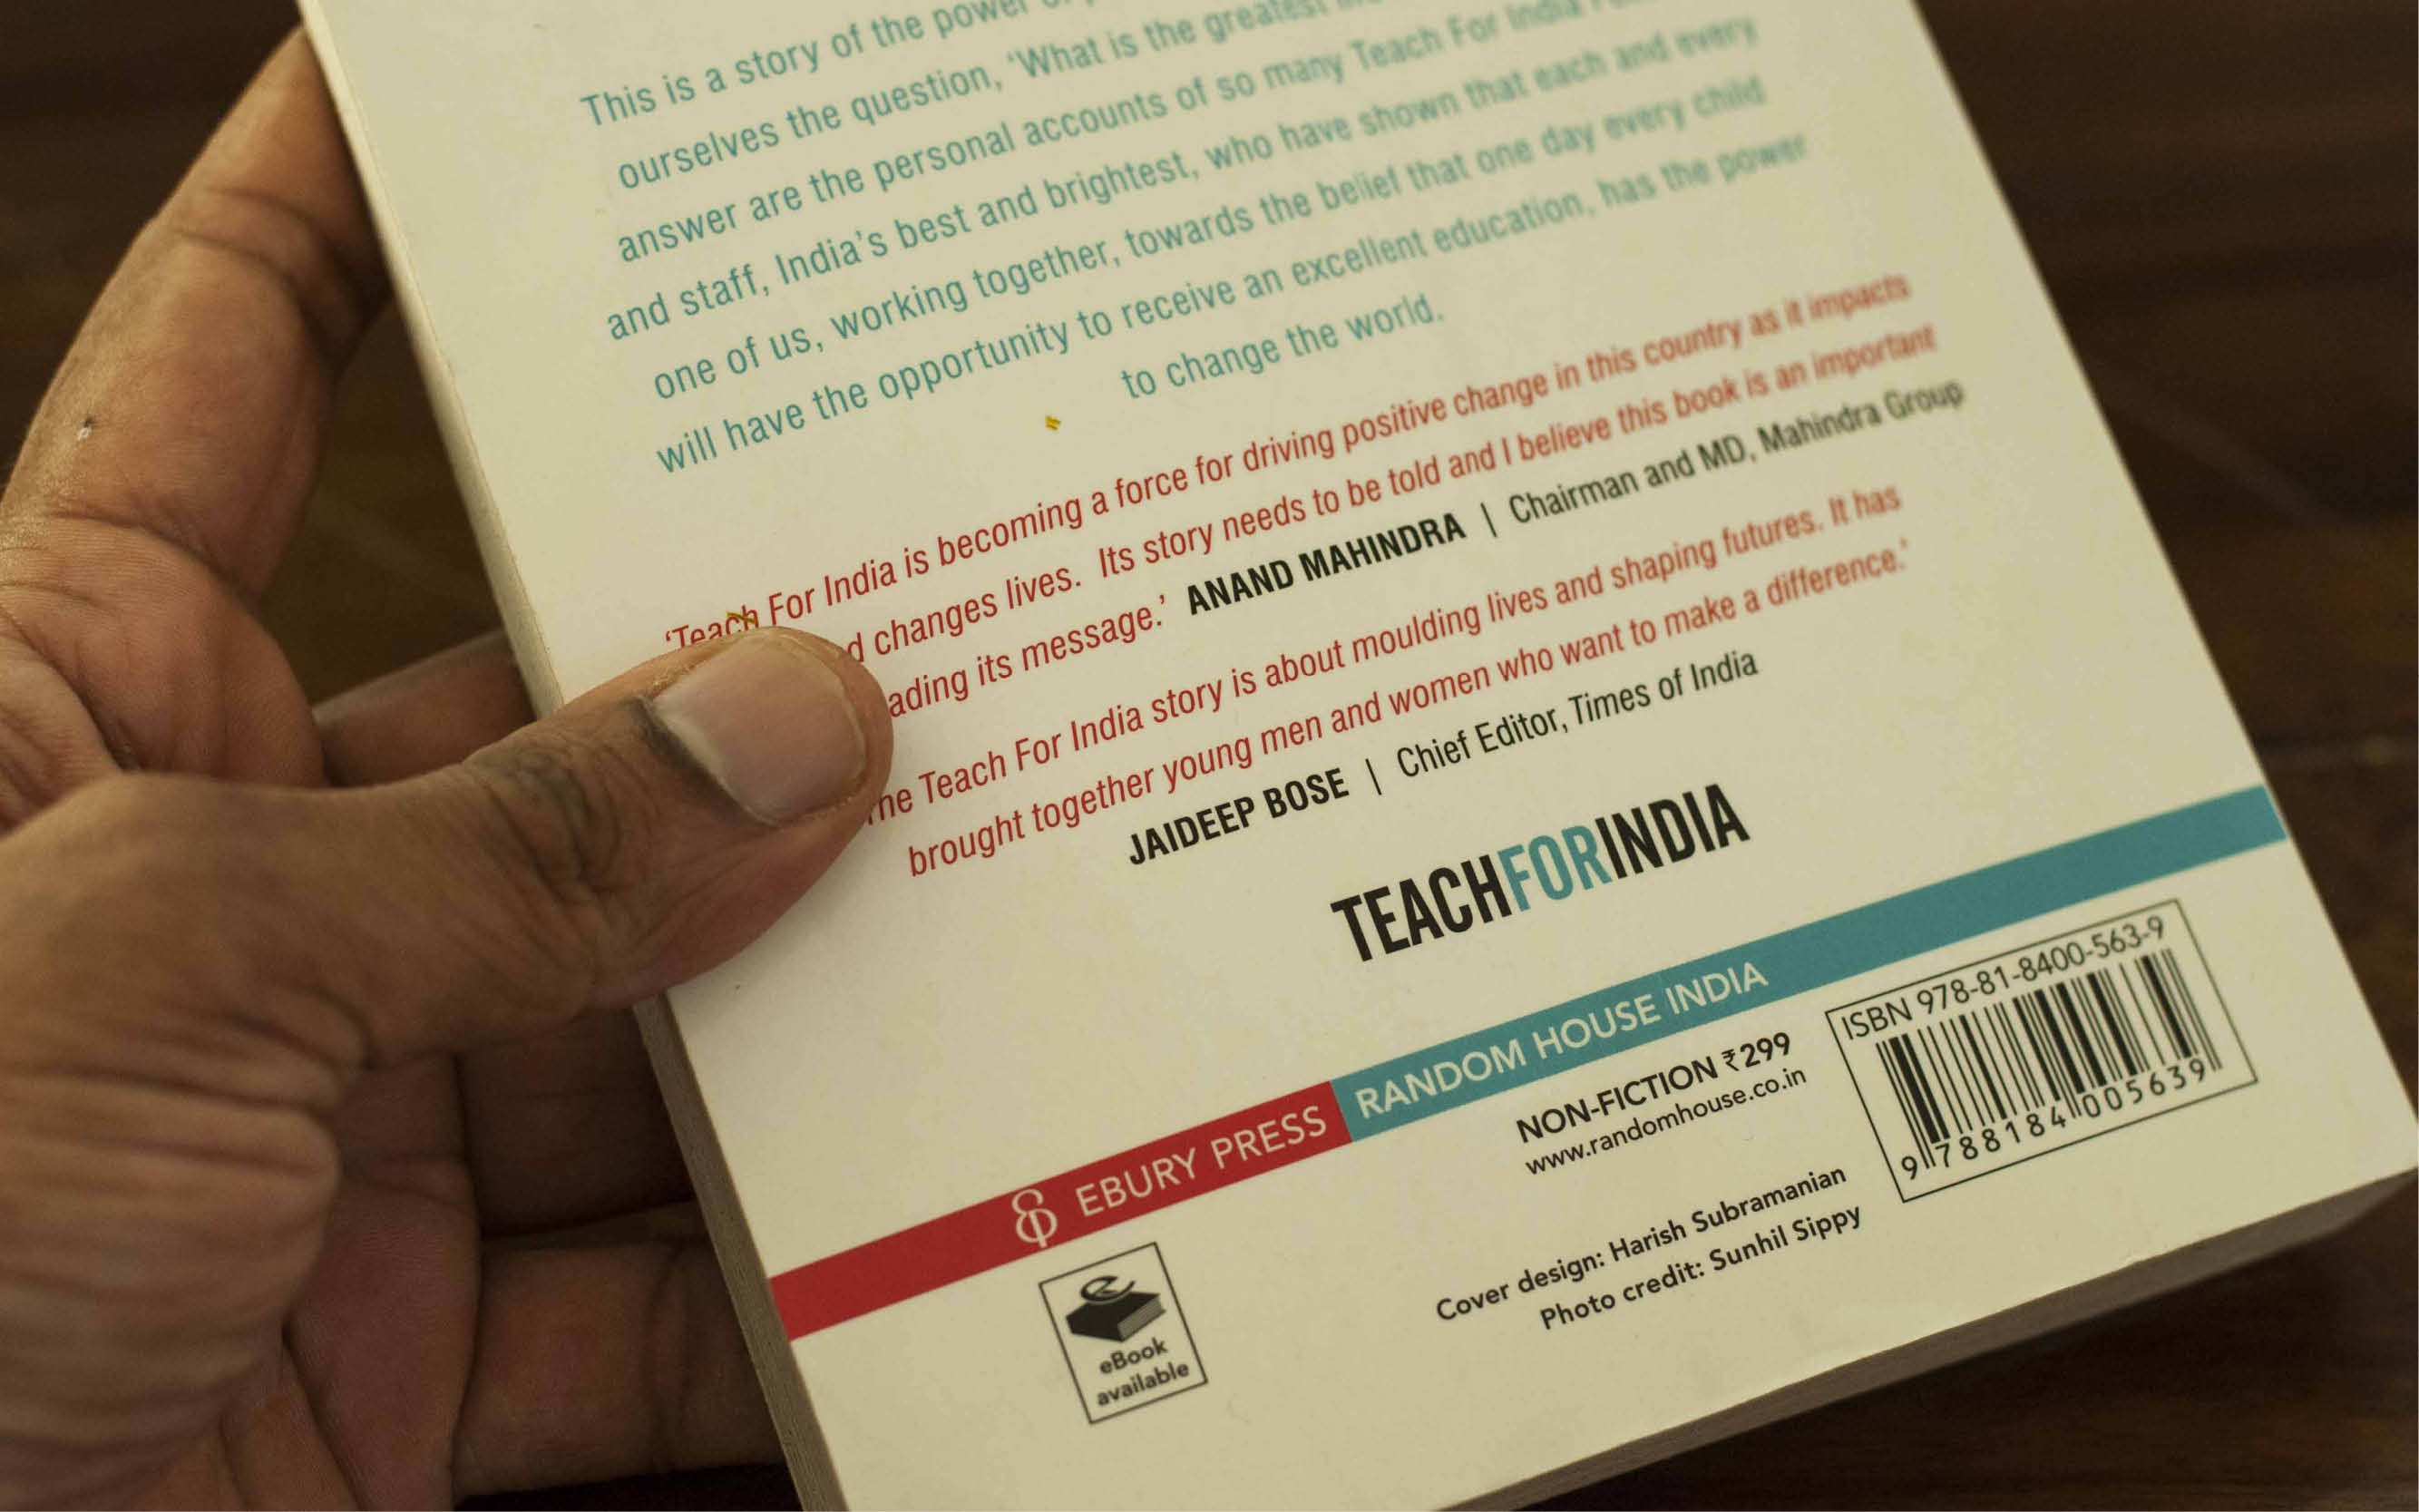 This is a story of the power
ourselves the question, ‘What is the greatest
answer are the personal accounts of so many Teach For India
and staff, India’s best and brightest, who have shown that each and every
one of us, working together, towards the belief that one day every child
will have the opportunity to receive an excellent education, has the power
to change the world.
‘Teach For India is becoming a force for driving positive change in this country as it impacts
changes lives. Its story needs to be told and I believe this book is an important
its message.’ ANAND MAHINDRA | Chairman and MD, Mahindra Group
Teach For India story is about moulding lives and shaping futures. It has
brought together young men and women who want to make a difference.’
JAIDEEP BOSE | Chief Editor, Times of India
TEACHFORINDIA
EBURY PRESS RANDOM HOUSE INDIA
NON-FICTION ₹299
www.randomhouse.co.in
ISBN 978-81-8400-563-9
9 788184 005639
Cover design: Harish Subramanian
Photo credit: Sunhil Sippy
eBook
available